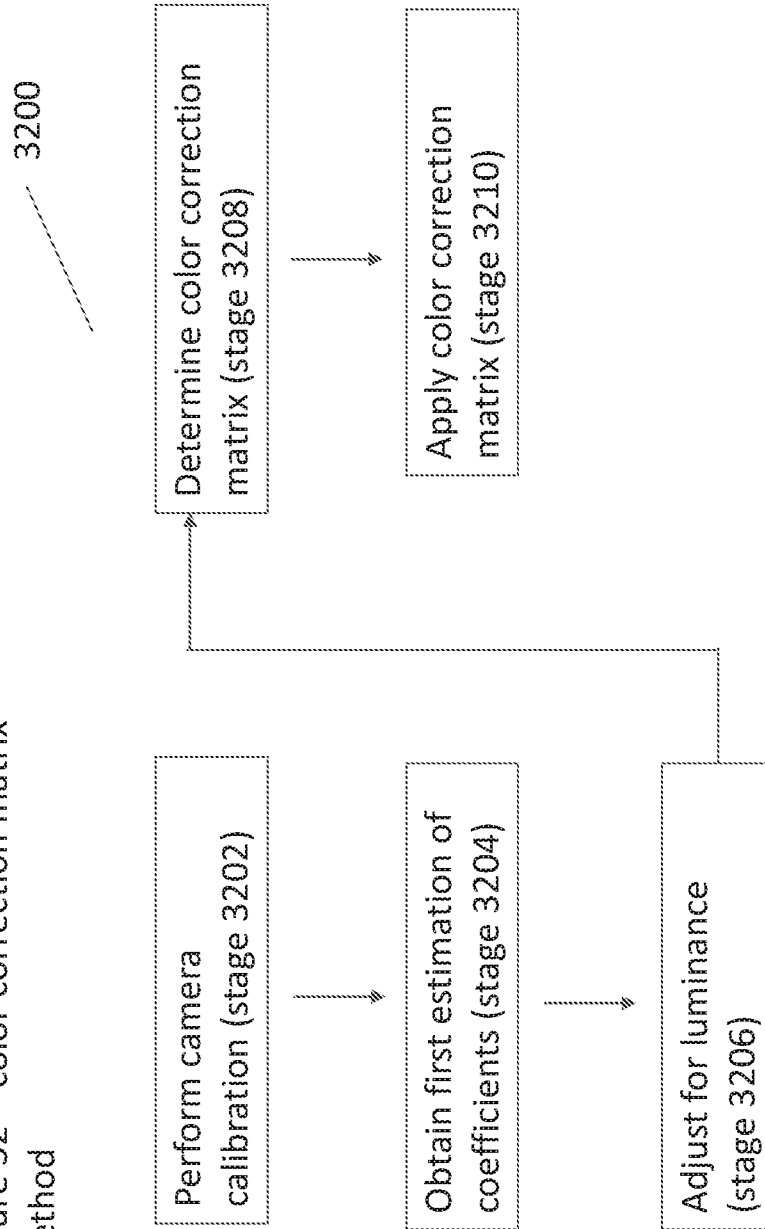 32 – color correction matrix
3200
Perform camera
calibration (stage 3202)
Obtain first estimation of
coefficients (stage 3204)
Adjust for luminance
(stage 3206)
Determine color correction
matrix (stage 3208)
Apply color correction
matrix (stage 3210)